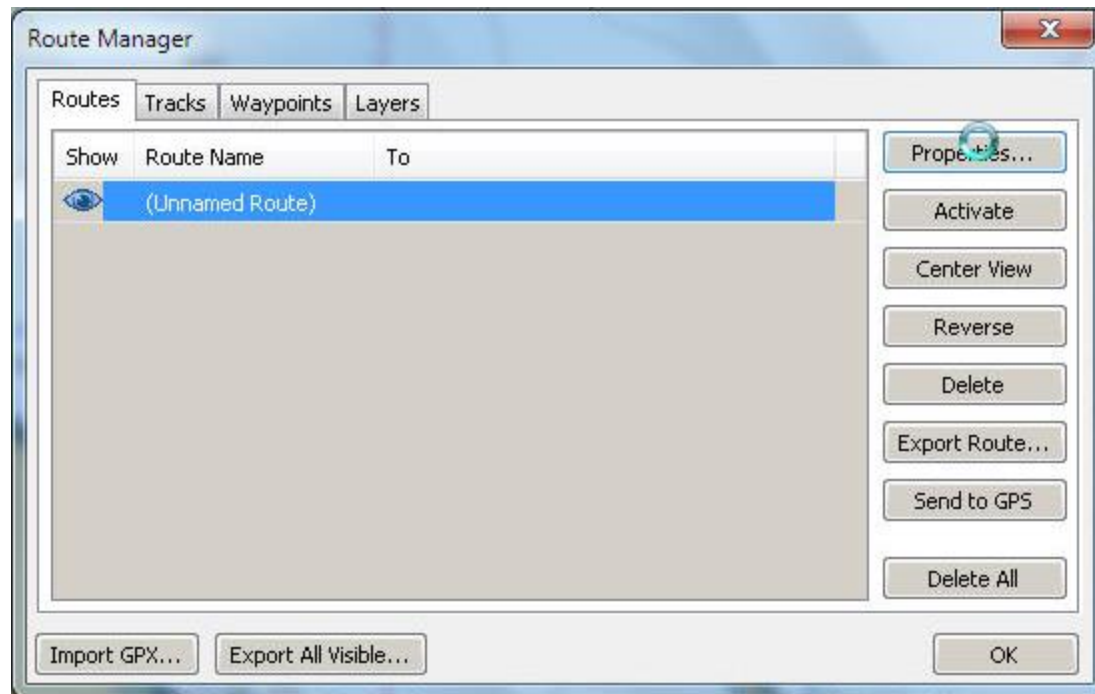 Route Manager
Routes Tracks Waypoints Layers
Show Route Name To
(Unnamed Route)
Properties...
Activate
Center View
Reverse
Delete
Export Route...
Send to GPS
Delete All
Import GPX... Export All Visible... OK